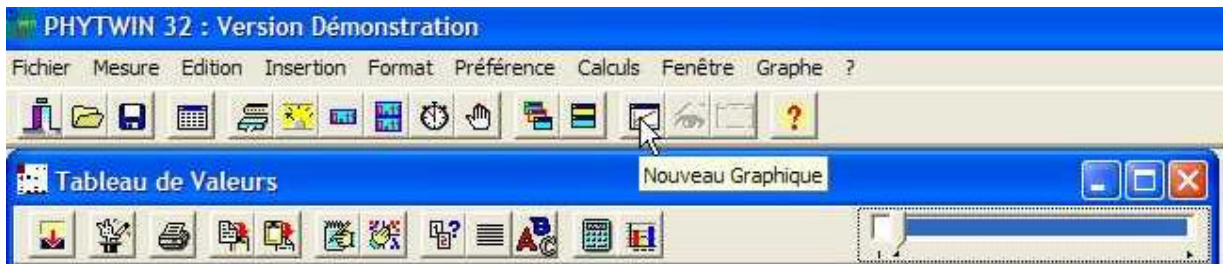 PHYTWIN 32 : Version Démonstration
Fichier Mesure Edition Insertion Format Préférence Calculs Fenêtre Graphe ?
Nouveau Graphique
Tableau de Valeurs